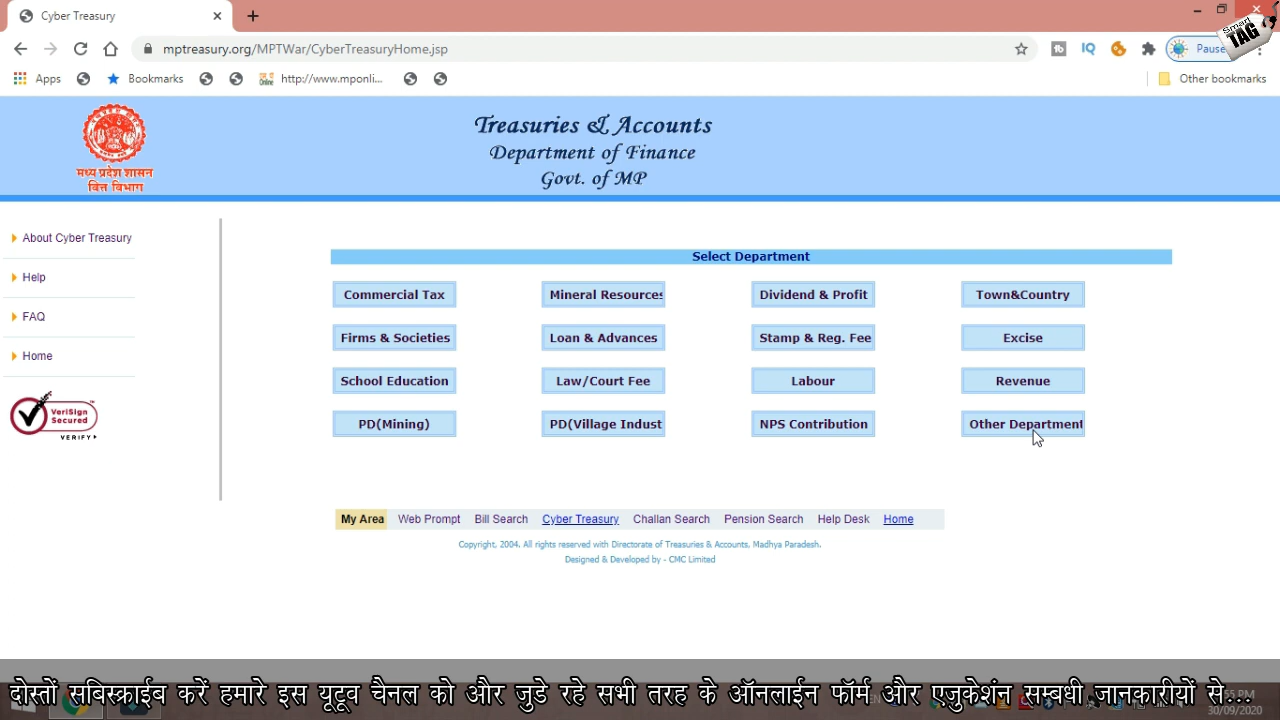 Cyber Treasury
Smart
TAG
mptreasury.org/MPTWar/CyberTreasuryHome.jsp
IQ
Pause
Apps
Bookmarks
http://www.mponli...
Other bookmarks
मध्य प्रदेश शासन
वित्त विभाग
Treasuries & Accounts
Department of Finance
Govt. of MP
About Cyber Treasury
Help
FAQ
Home
VeriSign
Secured
VERIFY
Select Department
Commercial Tax Mineral Resources Dividend & Profit Town&Country
Firms & Societies Loan & Advances Stamp & Reg. Fee Excise
School Education Law/Court Fee Labour Revenue
PD(Mining) PD(Village Indust NPS Contribution Other Department
My Area Web Prompt Bill Search Cyber Treasury Challan Search Pension Search Help Desk Home
Copyright, 2004. All rights reserved with Directorate of Treasuries & Accounts, Madhya Paradesh.
Designed & Developed by - CMC Limited
दोस्तों सबिस्क्राईब करें हमारे इस यूटूव चैनल को और जुडे रहे सभी तरह के ऑनलाईन फॉर्म और एजुकेशंन सम्बधी जानकारीयों से...
30/09/2020